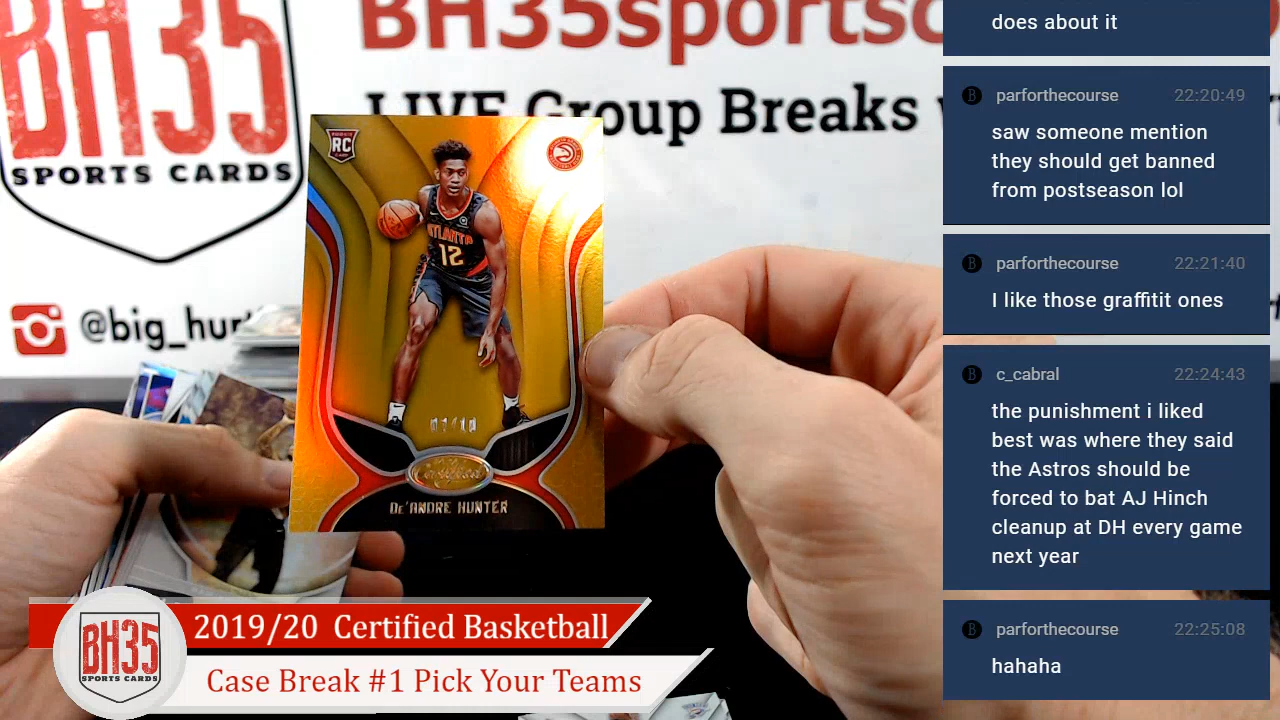 BH35
SPORTS CARDS
BH35sportsc
LIVE Group Breaks
@big_hur
RC
ATLANTA
12
Certified
DE'ANDRE HUNTER
BH35
SPORTS CARDS
2019/20 Certified Basketball
Case Break #1 Pick Your Teams
does about it
parforthecourse 22:20:49
saw someone mention
they should get banned
from postseason lol
parforthecourse 22:21:40
I like those graffitit ones
c_cabral 22:24:43
the punishment i liked
best was where they said
the Astros should be
forced to bat AJ Hinch
cleanup at DH every game
next year
parforthecourse 22:25:08
hahaha